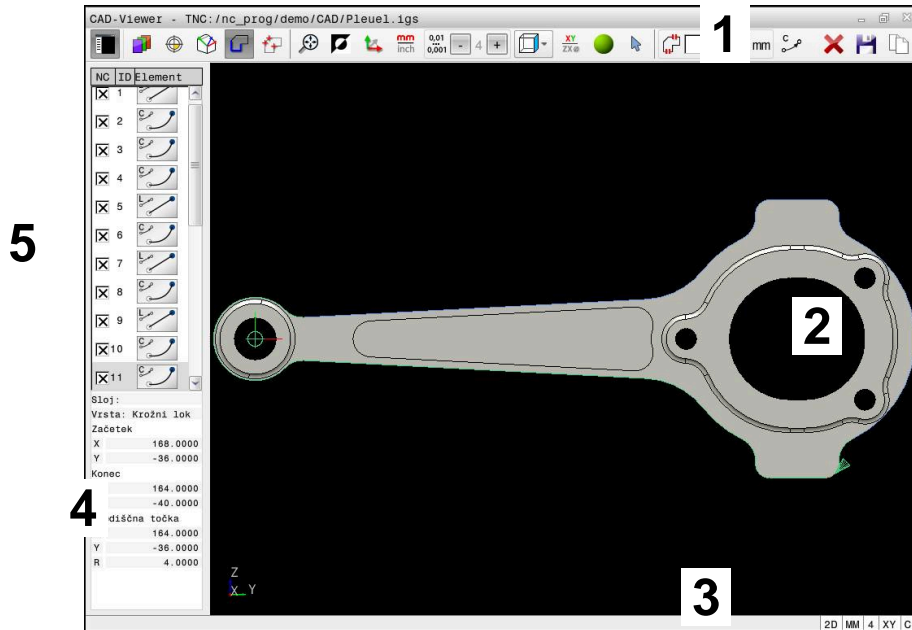 CAD-Viewer - TNC:/nc_prog/demo/CAD/Pleuel.igs
mm
inch
0,01
0,001
- 4 +
XY
ZX⌀
1
mm
C
NC ID Element
1
2 C
3 C
4 C
5 L
6 C
7 L
8 C
9 L
10 C
11 C
5
2
Sloj:
Vrsta: Krožni lok
Začetek
X 168.0000
Y -36.0000
Konec
164.0000
-40.0000
4
diščna točka
164.0000
Y -36.0000
R 4.0000
Z
X Y
3
2D MM 4 XY C